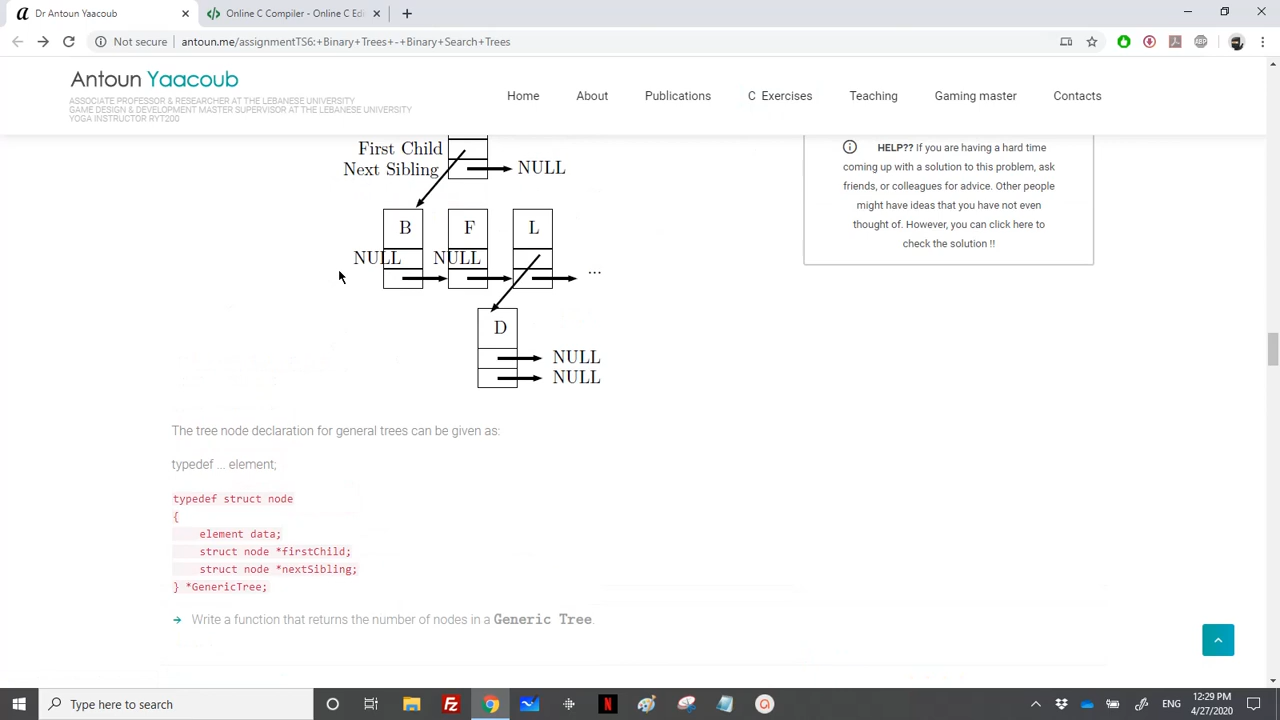 Dr Antoun Yaacoub
Online C Compiler - Online C Edi
Not secure
antoun.me/assignmentTS6:+Binary+Trees+-+Binary+Search+Trees
Antoun Yaacoub
ASSOCIATE PROFESSOR & RESEARCHER AT THE LEBANESE UNIVERSITY
GAME DESIGN & DEVELOPMENT MASTER SUPERVISOR AT THE LEBANESE UNIVERSITY
YOGA INSTRUCTOR RYT200
Home About Publications C Exercises Teaching Gaming master Contacts
First Child
Next Sibling
NULL
B F L
NULL NULL
...
D
NULL
NULL
HELP?? If you are having a hard time
coming up with a solution to this problem, ask
friends, or colleagues for advice. Other people
might have ideas that you have not even
thought of. However, you can click here to
check the solution !!
The tree node declaration for general trees can be given as:
typedef ... element;
typedef struct node
{
element data;
struct node *firstChild;
struct node *nextSibling;
} *GenericTree;
Write a function that returns the number of nodes in a Generic Tree.
Type here to search
ENG
12:29 PM
4/27/2020